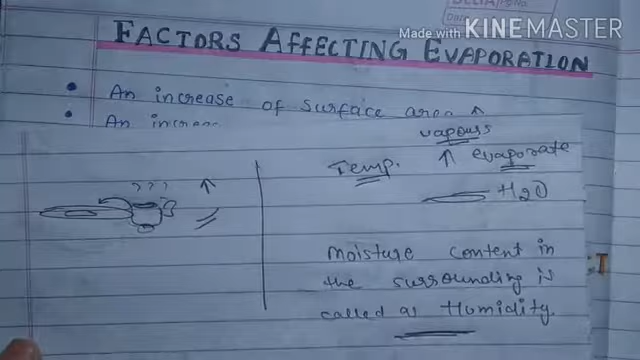 Made with KINEMASTER
FACTORS AFFECTING EVAPORATION
• An increase of surface area ↑
• An increas
vapours
Temp. ↑ evaporate
H2O
? ? ? ↑
moisture content in
the surrounding is
called as Humidity.